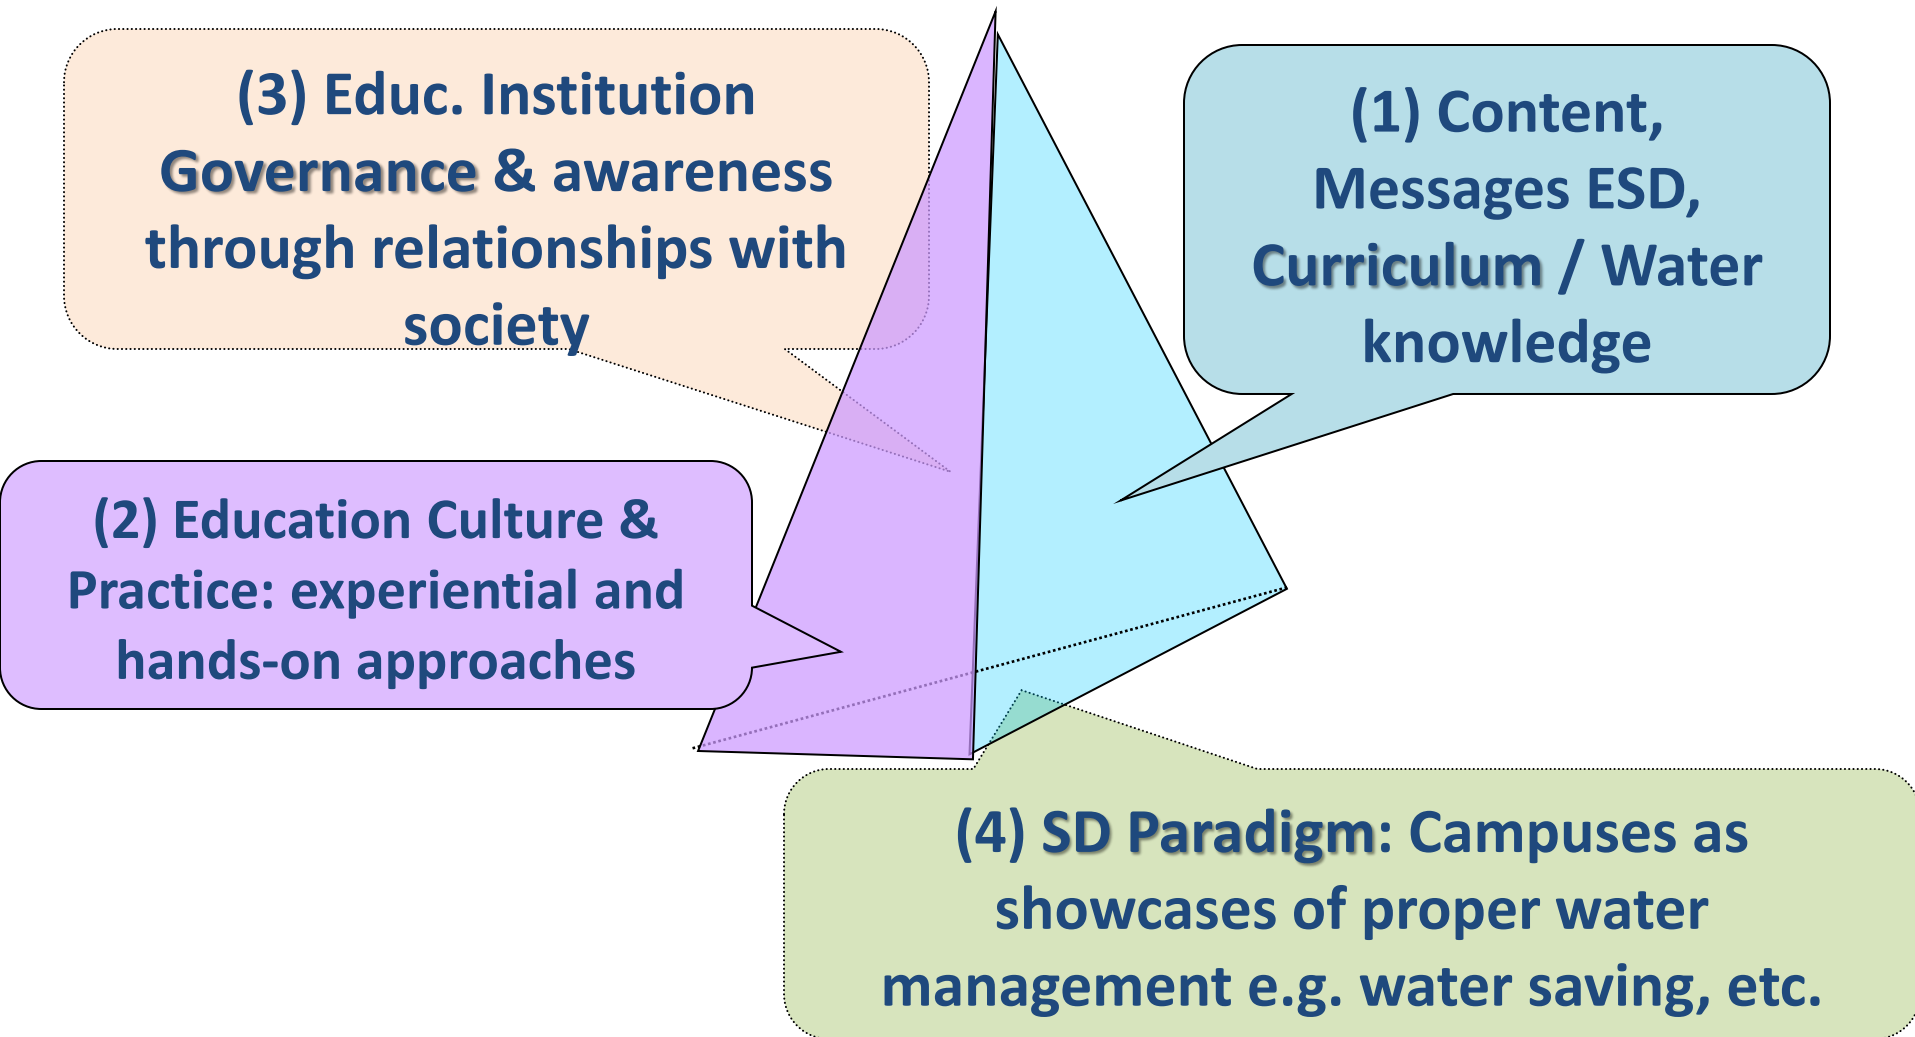 (3) Educ. Institution
Governance & awareness
through relationships with
society
(1) Content,
Messages ESD,
Curriculum / Water
knowledge
(2) Education Culture &
Practice: experiential and
hands-on approaches
(4) SD Paradigm: Campuses as
showcases of proper water
management e.g. water saving, etc.